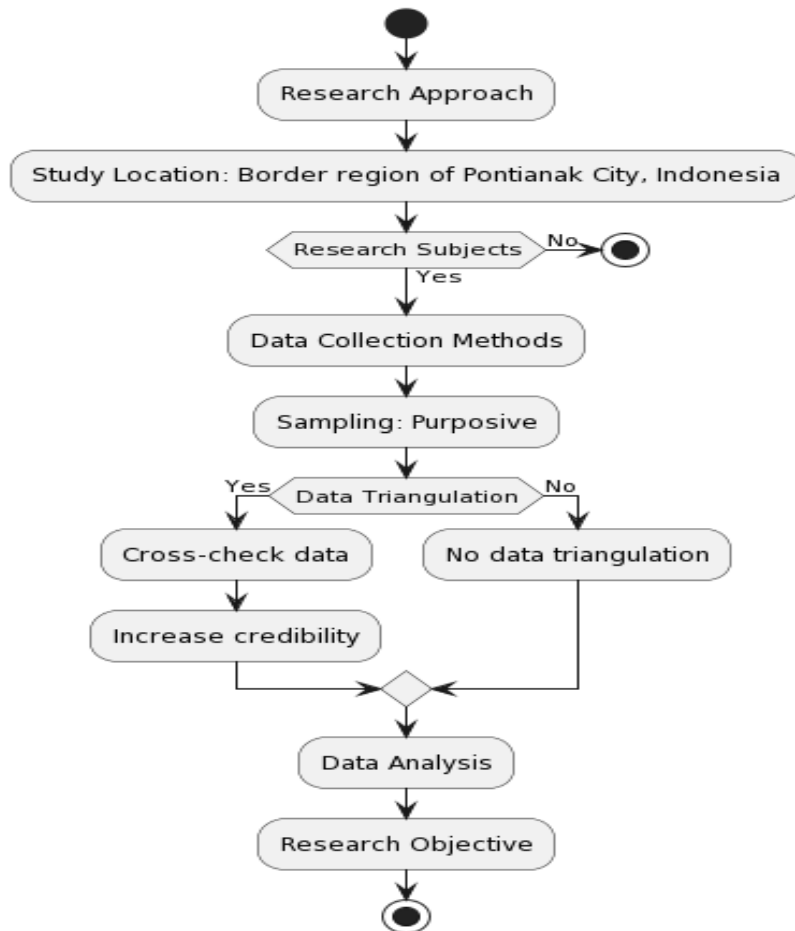 Research Approach
Study Location: Border region of Pontianak City, Indonesia
Research Subjects
No
Yes
Data Collection Methods
Sampling: Purposive
Yes
Data Triangulation
No
Cross-check data
No data triangulation
Increase credibility
Data Analysis
Research Objective